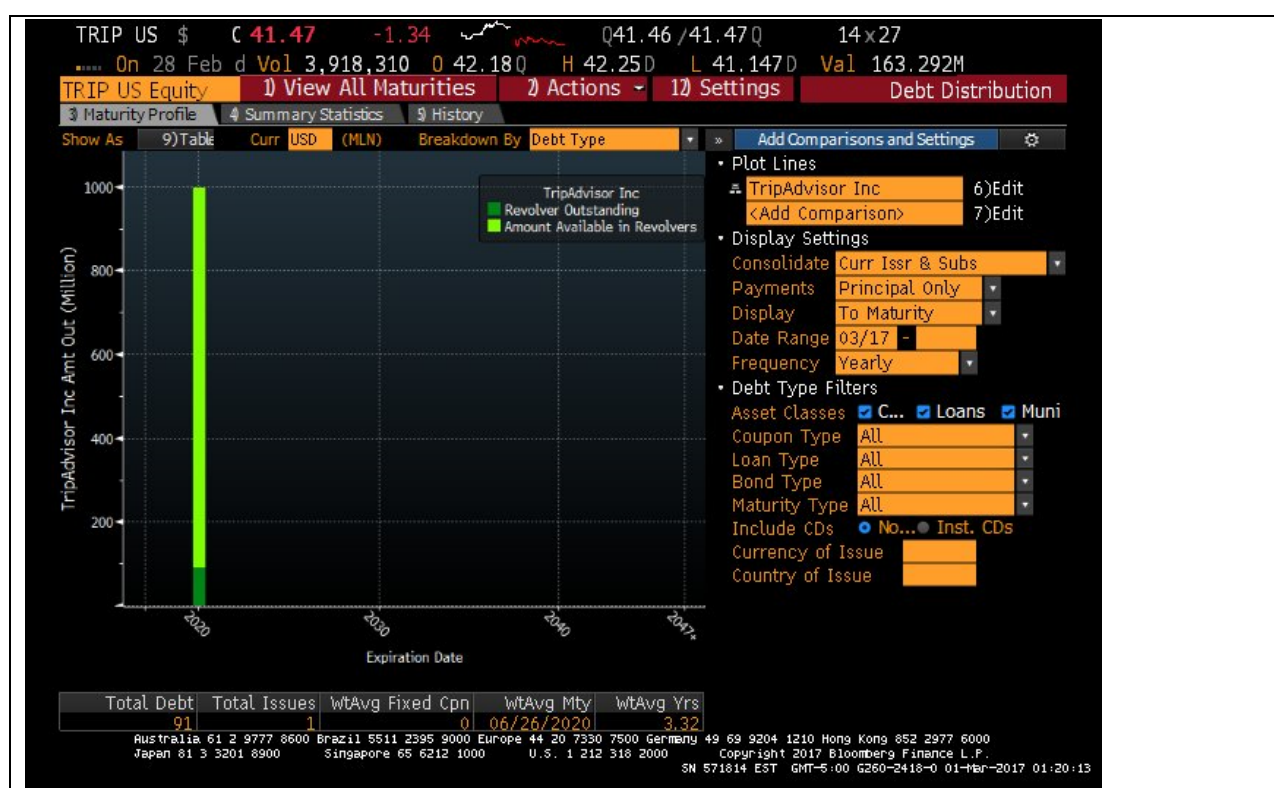 TRIP US $ C 41.47 -1.34 Q41.46 /41.47Q 14×27
On 28 Feb d Vol 3,918,310 O 42.18Q H 42.25D L 41.147D Val 163.292M
TRIP US Equity 1) View All Maturities 2) Actions 12) Settings Debt Distribution
3) Maturity Profile 4) Summary Statistics 5) History
Show As 9)Table Curr USD (MLN) Breakdown By Debt Type » Add Comparisons and Settings
Plot Lines
TripAdvisor Inc 6)Edit
<Add Comparison> 7)Edit
Display Settings
Consolidate Curr Issr & Subs
Payments Principal Only
Display To Maturity
Date Range 03/17 -
Frequency Yearly
Debt Type Filters
Asset Classes C... Loans Muni
Coupon Type All
Loan Type All
Bond Type All
Maturity Type All
Include CDs No... Inst. CDs
Currency of Issue
Country of Issue
TripAdvisor Inc
Revolver Outstanding
Amount Available in Revolvers
TripAdvisor Inc Amt Out (Million)
1000
800
600
400
200
2020 2030 2040 2047+
Expiration Date
Total Debt Total Issues WtAvg Fixed Cpn WtAvg Mty WtAvg Yrs
91 1 0 06/26/2020 3.32
Australia 61 2 9777 8600 Brazil 5511 2395 9000 Europe 44 20 7330 7500 Germany 49 69 9204 1210 Hong Kong 852 2977 6000
Japan 81 3 3201 8900 Singapore 65 6212 1000 U.S. 1 212 318 2000 Copyright 2017 Bloomberg Finance L.P.
SN 571814 EST GMT-5:00 G260-2418-0 01-Mar-2017 01:20:13